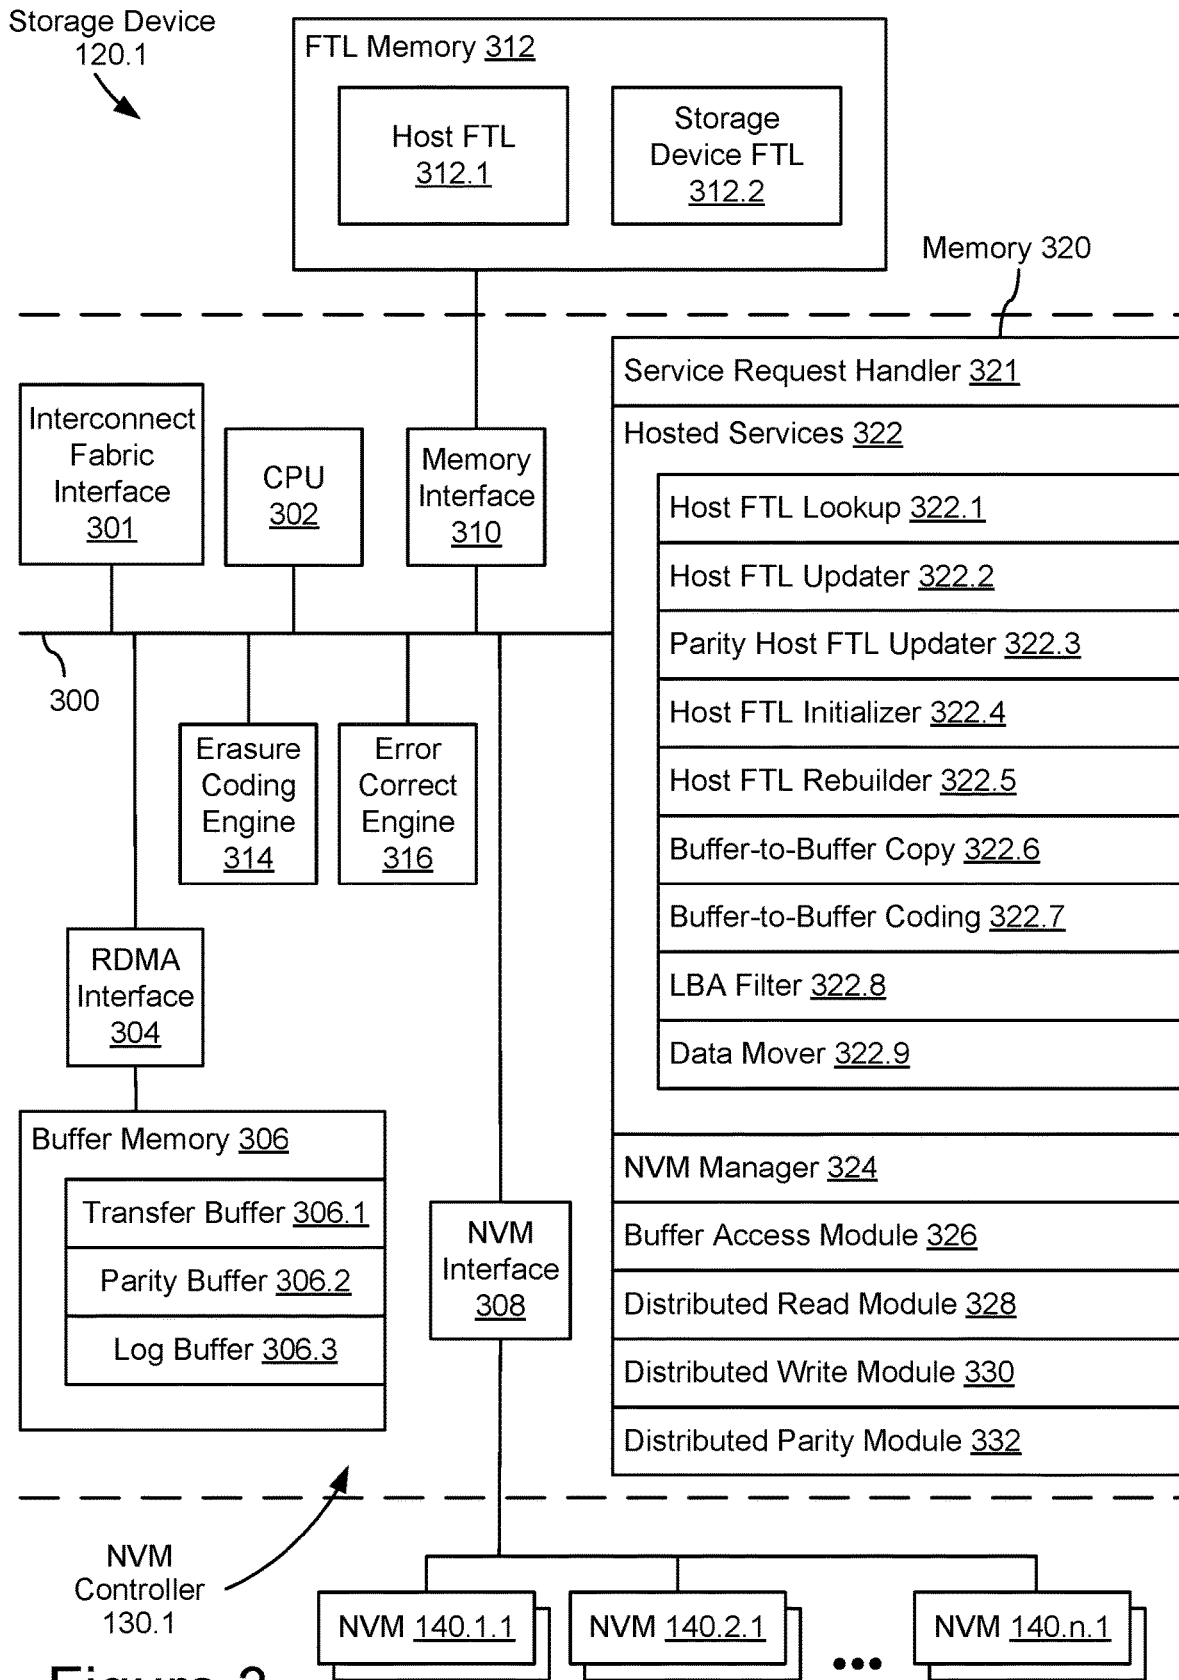 Storage Device
120.1
FTL Memory 312
Host FTL
312.1
Storage
Device FTL
312.2
Memory 320
Interconnect
Fabric
Interface
301
CPU
302
Memory
Interface
310
300
Erasure
Coding
Engine
314
Error
Correct
Engine
316
RDMA
Interface
304
Buffer Memory 306
Transfer Buffer 306.1
Parity Buffer 306.2
Log Buffer 306.3
NVM
Interface
308
Service Request Handler 321
Hosted Services 322
Host FTL Lookup 322.1
Host FTL Updater 322.2
Parity Host FTL Updater 322.3
Host FTL Initializer 322.4
Host FTL Rebuilder 322.5
Buffer-to-Buffer Copy 322.6
Buffer-to-Buffer Coding 322.7
LBA Filter 322.8
Data Mover 322.9
NVM Manager 324
Buffer Access Module 326
Distributed Read Module 328
Distributed Write Module 330
Distributed Parity Module 332
NVM
Controller
130.1
NVM 140.1.1
NVM 140.2.1
•••
NVM 140.n.1
Figure 3